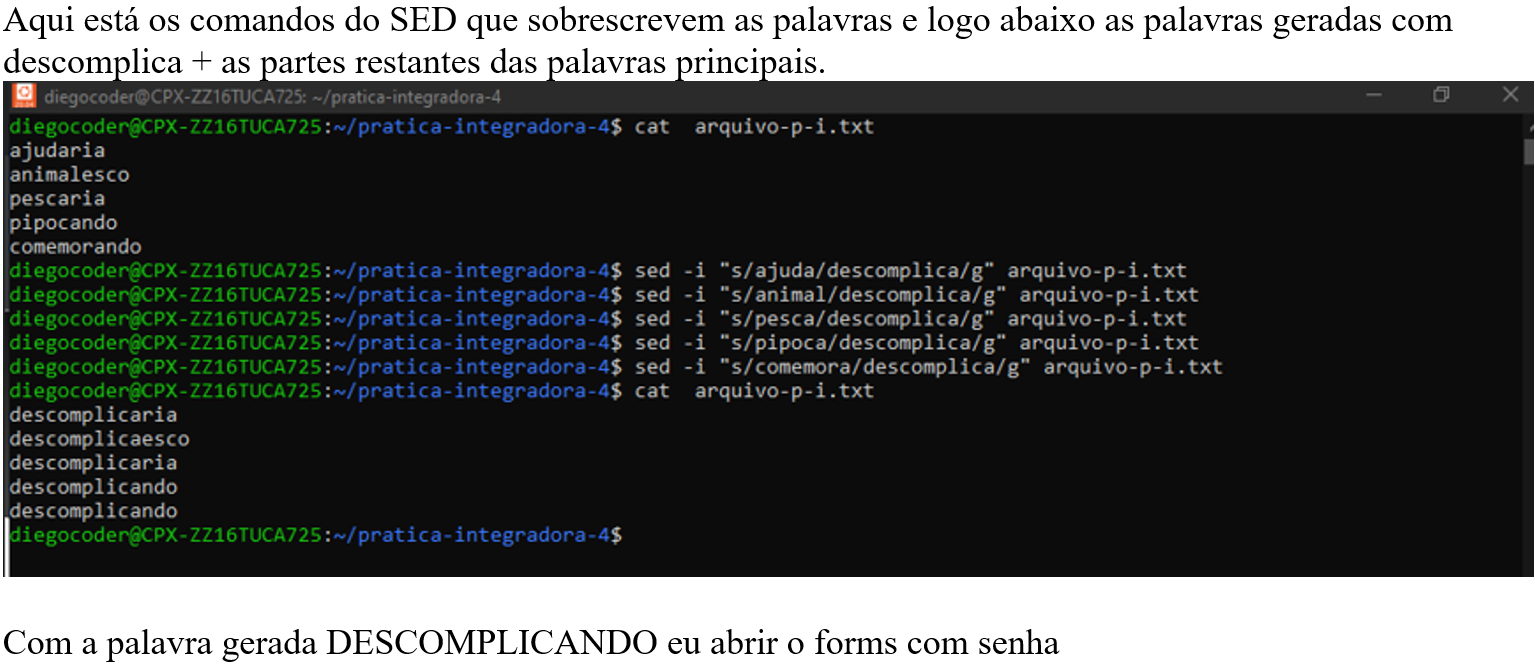 Aqui está os comandos do SED que sobrescrevem as palavras e logo abaixo as palavras geradas com
descomplica + as partes restantes das palavras principais.
diegocoder@CPX-ZZ16TUCA725: ~/pratica-integradora-4
diegocoder@CPX-ZZ16TUCA725:~/pratica-integradora-4$ cat  arquivo-p-i.txt
ajudaria
animalesco
pescaria
pipocando
comemorando
diegocoder@CPX-ZZ16TUCA725:~/pratica-integradora-4$ sed -i "s/ajuda/descomplica/g" arquivo-p-i.txt
diegocoder@CPX-ZZ16TUCA725:~/pratica-integradora-4$ sed -i "s/animal/descomplica/g" arquivo-p-i.txt
diegocoder@CPX-ZZ16TUCA725:~/pratica-integradora-4$ sed -i "s/pesca/descomplica/g" arquivo-p-i.txt
diegocoder@CPX-ZZ16TUCA725:~/pratica-integradora-4$ sed -i "s/pipoca/descomplica/g" arquivo-p-i.txt
diegocoder@CPX-ZZ16TUCA725:~/pratica-integradora-4$ sed -i "s/comemora/descomplica/g" arquivo-p-i.txt
diegocoder@CPX-ZZ16TUCA725:~/pratica-integradora-4$ cat  arquivo-p-i.txt
descomplicaria
descomplicaesco
descomplicaria
descomplicando
descomplicando
diegocoder@CPX-ZZ16TUCA725:~/pratica-integradora-4$
Com a palavra gerada DESCOMPLICANDO eu abrir o forms com senha